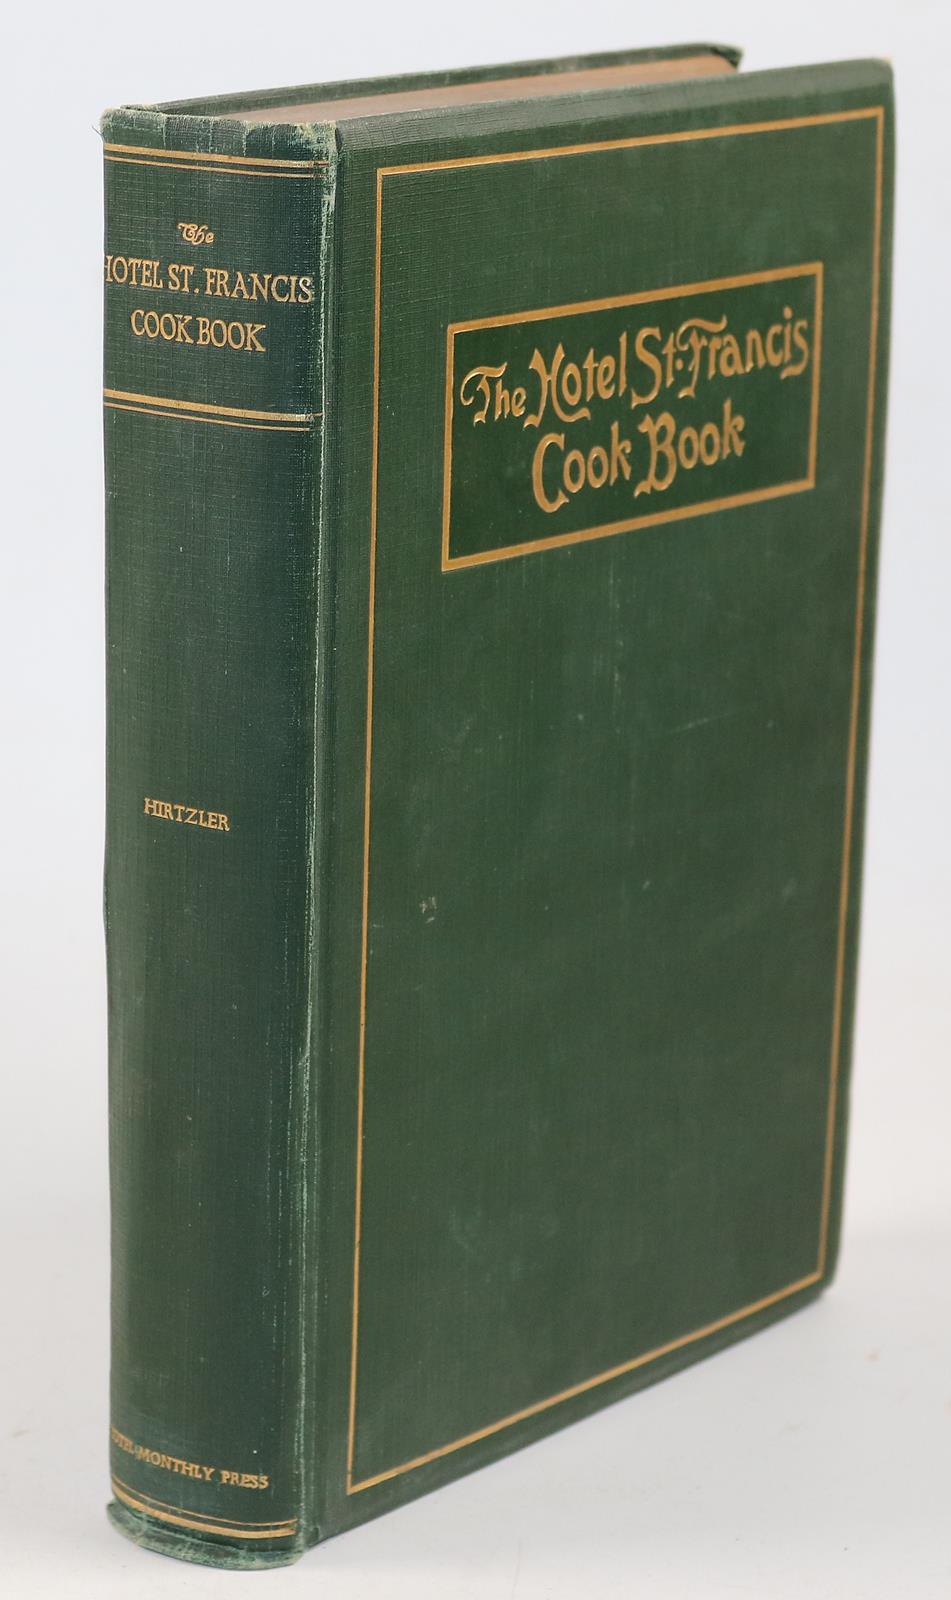 The
HOTEL ST. FRANCIS
COOK BOOK
HIRTZLER
HOTEL MONTHLY PRESS
The Hotel St. Francis
Cook Book